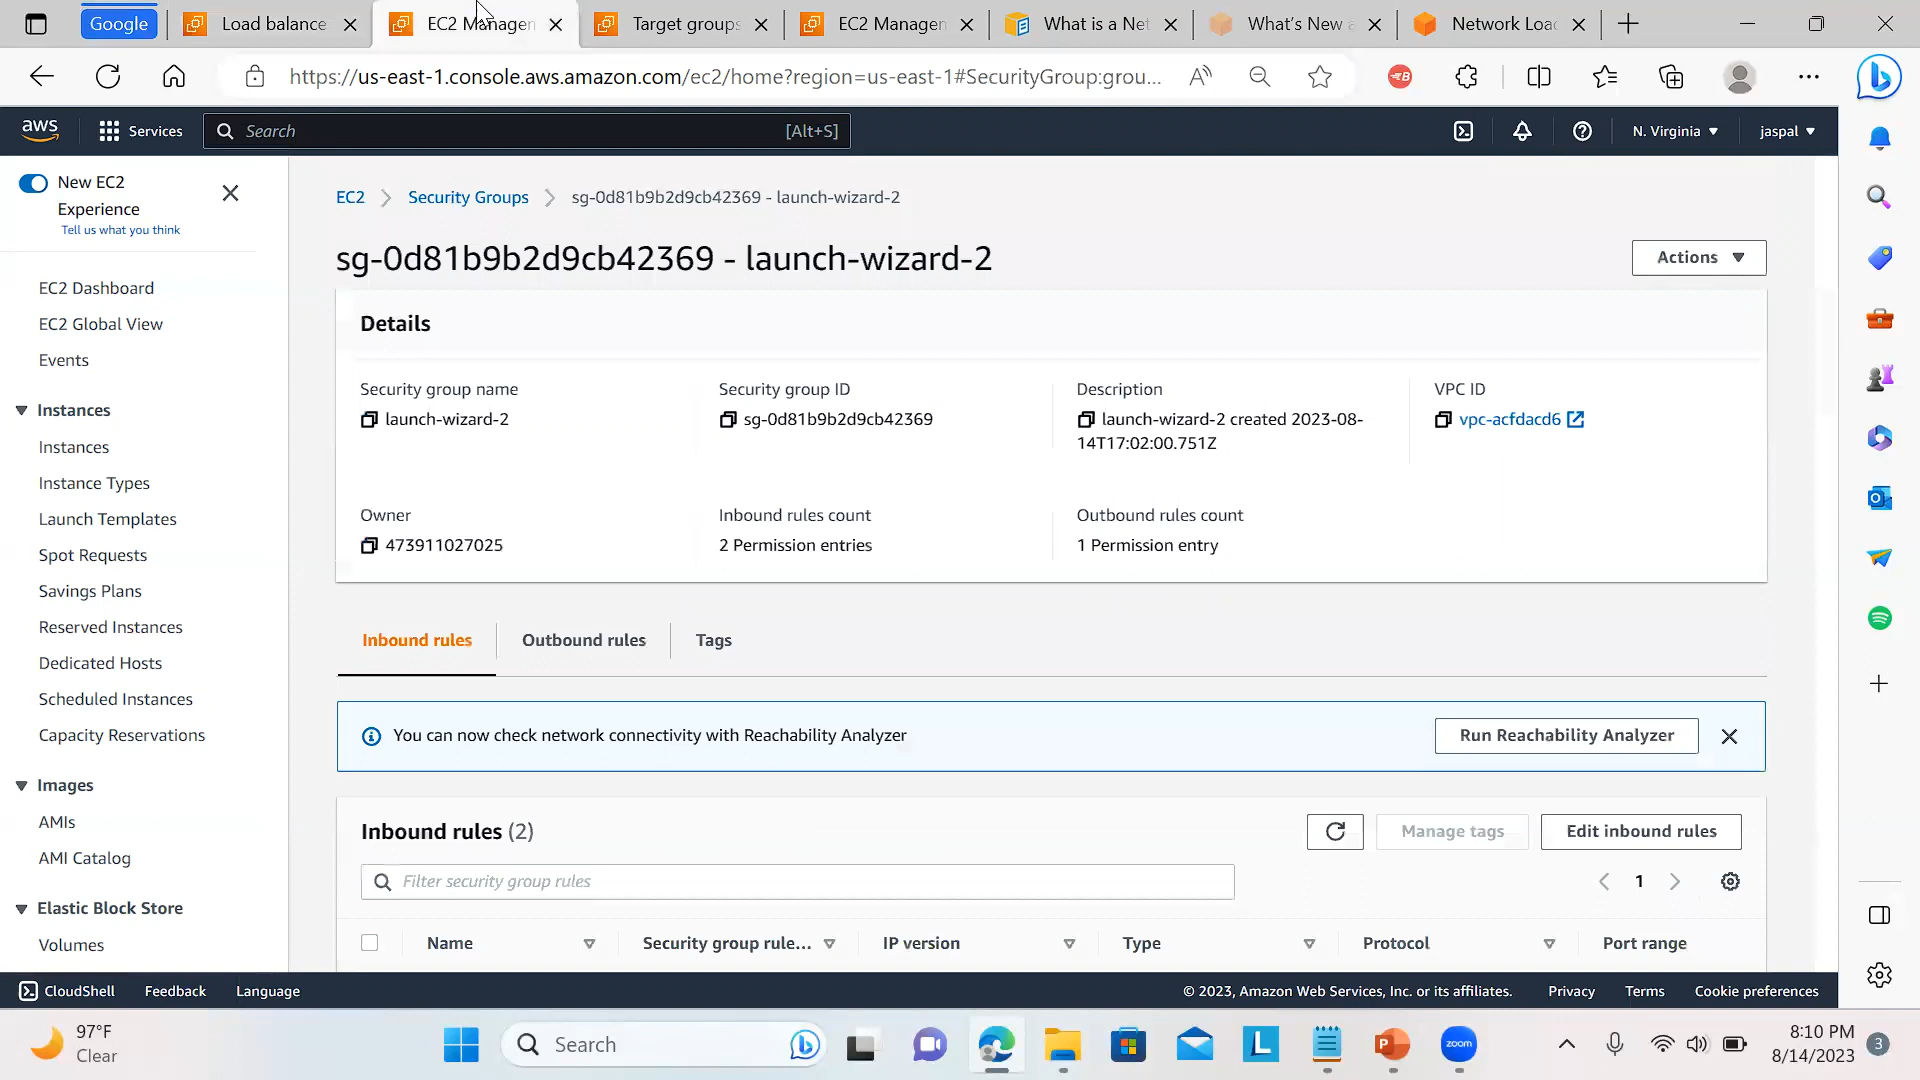 Google
Load balance
EC2 Managen
Target groups
EC2 Managen
What is a Net
What's New a
Network Loa
https://us-east-1.console.aws.amazon.com/ec2/home?region=us-east-1#SecurityGroup:grou...
aws
Services
Search
[Alt+S]
N. Virginia
jaspal
New EC2
Experience
Tell us what you think
EC2 Dashboard
EC2 Global View
Events
Instances
Instances
Instance Types
Launch Templates
Spot Requests
Savings Plans
Reserved Instances
Dedicated Hosts
Scheduled Instances
Capacity Reservations
Images
AMIs
AMI Catalog
Elastic Block Store
Volumes
EC2
Security Groups
sg-0d81b9b2d9cb42369 - launch-wizard-2
sg-0d81b9b2d9cb42369 - launch-wizard-2
Actions
Details
Security group name
launch-wizard-2
Security group ID
sg-0d81b9b2d9cb42369
Description
launch-wizard-2 created 2023-08-
14T17:02:00.751Z
VPC ID
vpc-acfdacd6
Owner
473911027025
Inbound rules count
2 Permission entries
Outbound rules count
1 Permission entry
Inbound rules
Outbound rules
Tags
You can now check network connectivity with Reachability Analyzer
Run Reachability Analyzer
Inbound rules (2)
Manage tags
Edit inbound rules
Filter security group rules
1
Name
Security group rule...
IP version
Type
Protocol
Port range
CloudShell
Feedback
Language
© 2023, Amazon Web Services, Inc. or its affiliates.
Privacy
Terms
Cookie preferences
97°F
Clear
Search
zoom
8:10 PM
8/14/2023
3